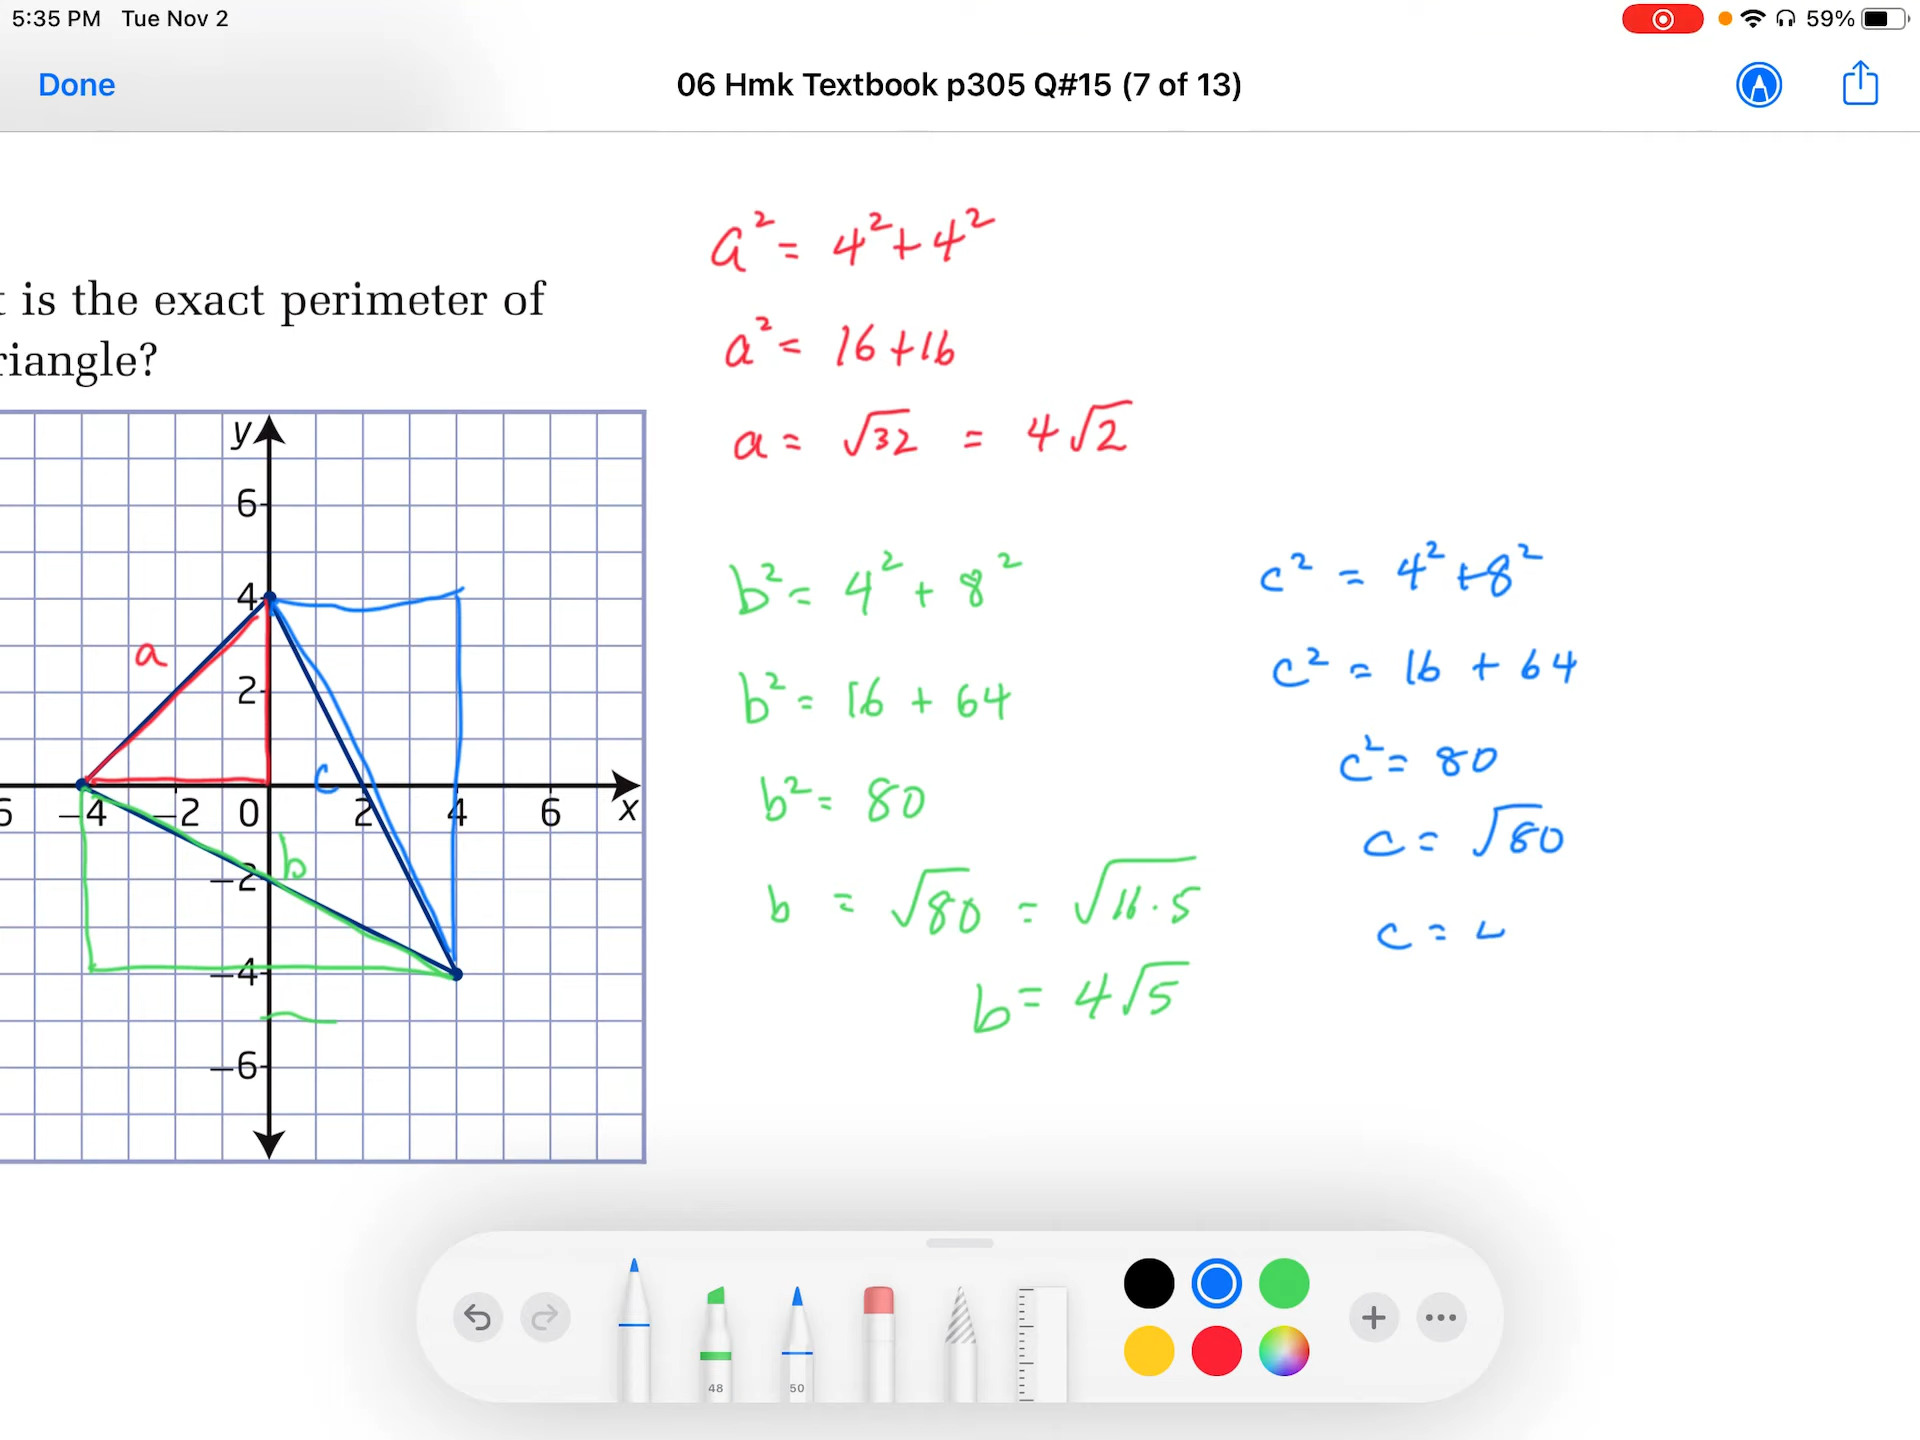 5:35 PM Tue Nov 2
59%
Done
06 Hmk Textbook p305 Q#15 (7 of 13)
is the exact perimeter of
riangle?
a² = 4² + 4²
a² = 16 + 16
a = √32 = 4√2
b² = 4² + 8²
b² = 16 + 64
b² = 80
b = √80 = √16·5
b = 4√5
c² = 4² + 8²
c² = 16 + 64
c² = 80
c = √80
c = 4
y
6
4
a
2
c
5 −4 −2 0 2 4 6 x
b
−2
−4
−6
48
50